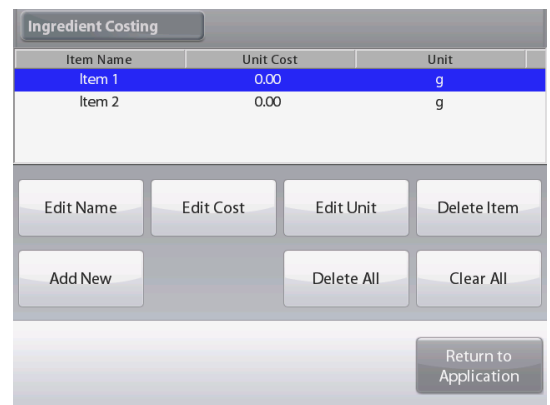 Ingredient Costing
Item Name Unit Cost Unit
Item 1 0.00 g
Item 2 0.00 g
Edit Name Edit Cost Edit Unit Delete Item
Add New Delete All Clear All
Return to
Application